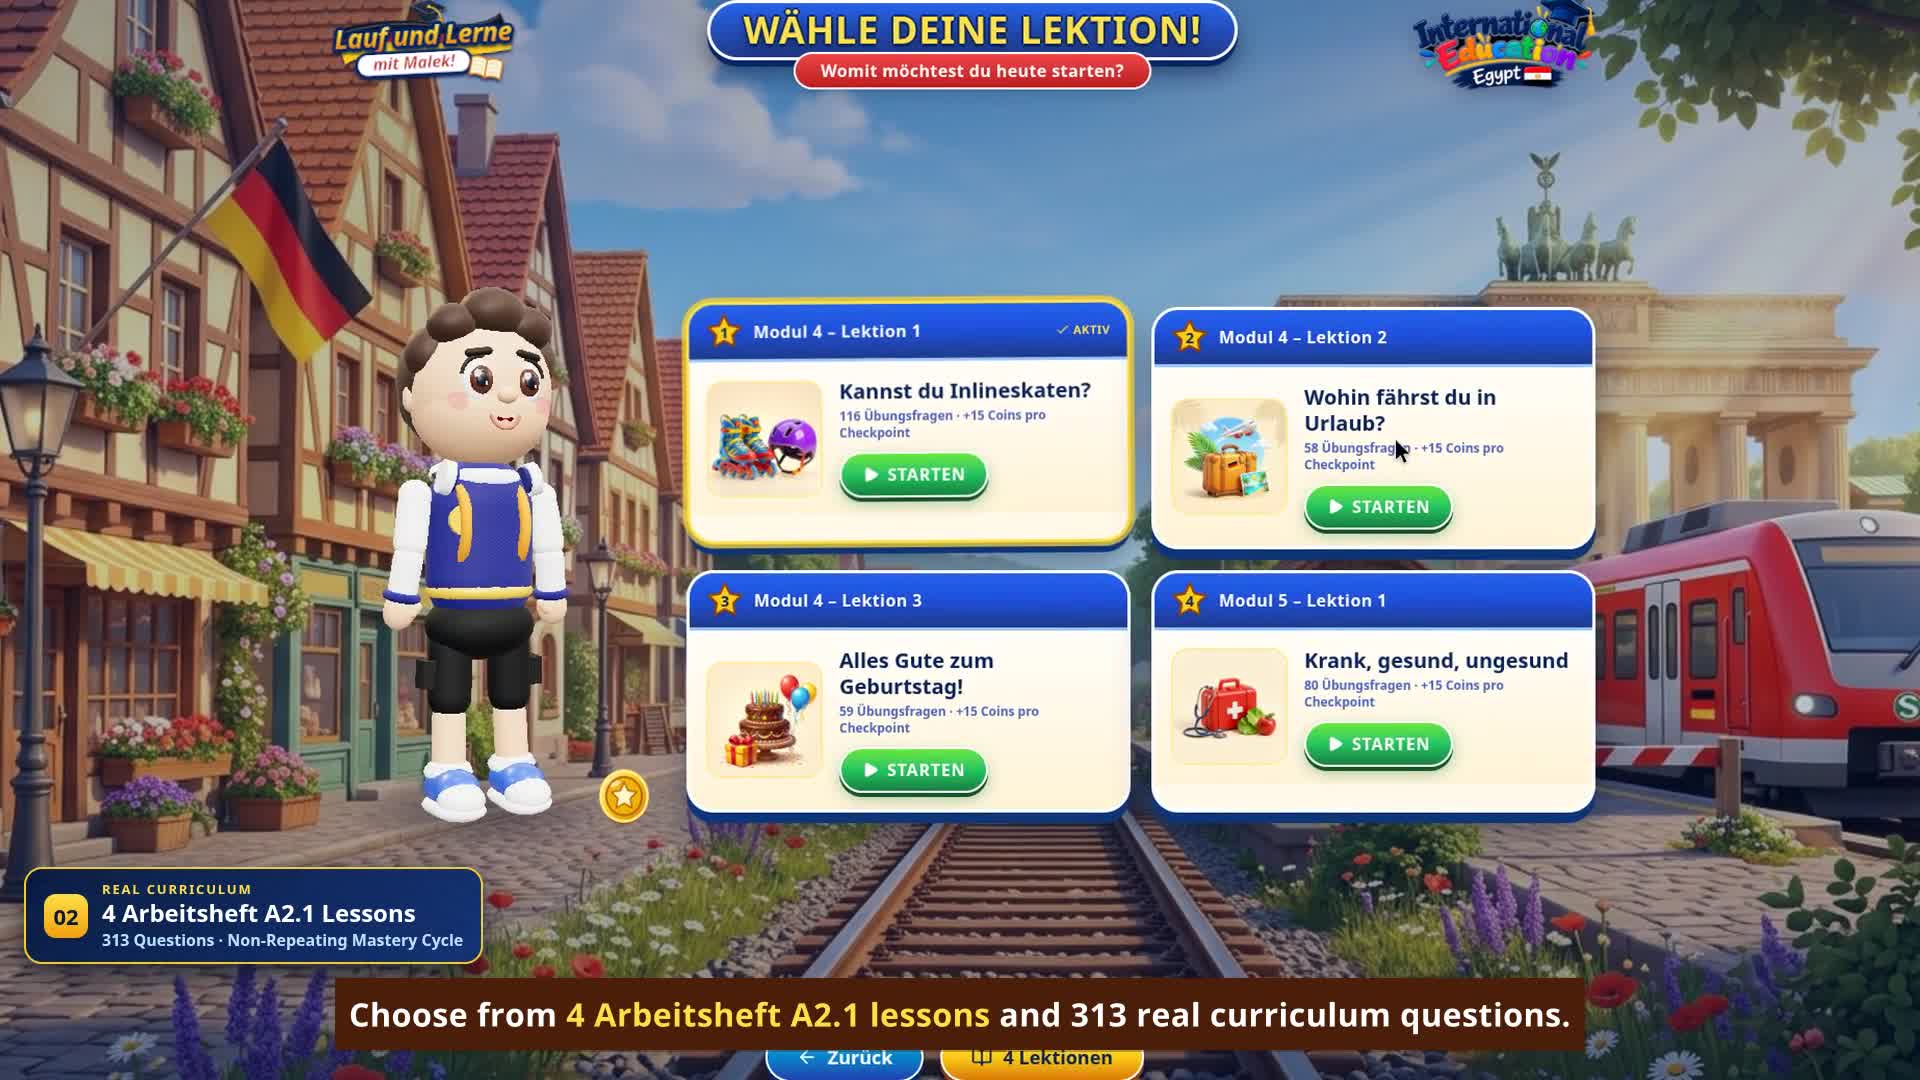 Lauf und Lerne
mit Malek!
WÄHLE DEINE LEKTION!
Womit möchtest du heute starten?
International
Education
Egypt
1 Modul 4 – Lektion 1 ✓ AKTIV
Kannst du Inlineskaten?
116 Übungsfragen · +15 Coins pro
Checkpoint
STARTEN
2 Modul 4 – Lektion 2
Wohin fährst du in
Urlaub?
58 Übungsfragen · +15 Coins pro
Checkpoint
STARTEN
3 Modul 4 – Lektion 3
Alles Gute zum
Geburtstag!
59 Übungsfragen · +15 Coins pro
Checkpoint
STARTEN
4 Modul 5 – Lektion 1
Krank, gesund, ungesund
80 Übungsfragen · +15 Coins pro
Checkpoint
STARTEN
S
REAL CURRICULUM
02
4 Arbeitsheft A2.1 Lessons
313 Questions · Non-Repeating Mastery Cycle
Choose from 4 Arbeitsheft A2.1 lessons and 313 real curriculum questions.
← Zurück
4 Lektionen